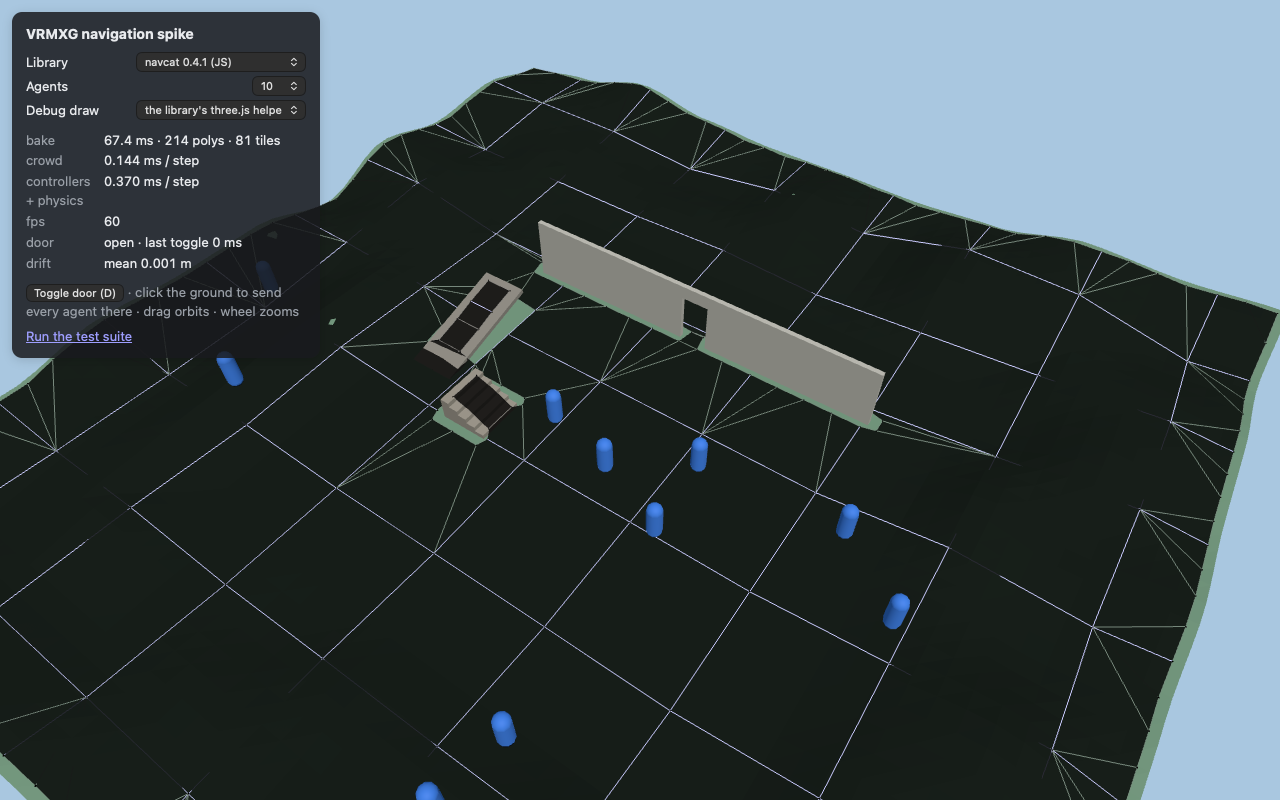 VRMXG navigation spike
Library navcat 0.4.1 (JS)
Agents 10
Debug draw the library's three.js helpe
bake 67.4 ms · 214 polys · 81 tiles
crowd 0.144 ms / step
controllers 0.370 ms / step
+ physics
fps 60
door open · last toggle 0 ms
drift mean 0.001 m
Toggle door (D) · click the ground to send
every agent there · drag orbits · wheel zooms
Run the test suite